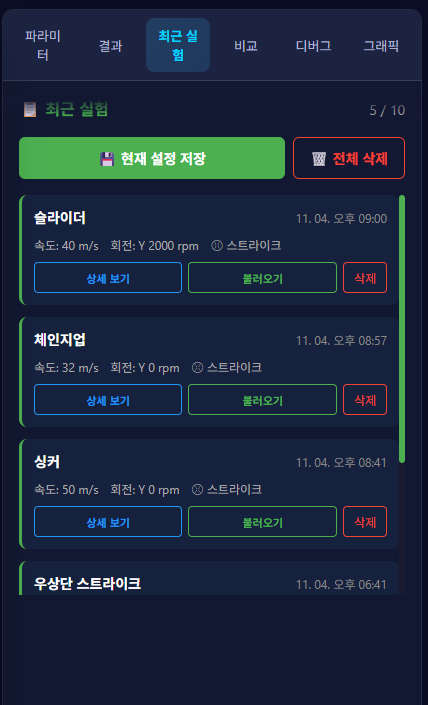 파라미
터
결과
최근 실
험
비교
디버그
그래픽
📋 최근 실험
5 / 10
💾 현재 설정 저장
🗑️ 전체 삭제
슬라이더
11. 04. 오후 09:00
속도: 40 m/s 회전: Y 2000 rpm ⚾ 스트라이크
상세 보기
불러오기
삭제
체인지업
11. 04. 오후 08:57
속도: 32 m/s 회전: Y 0 rpm ⚾ 스트라이크
상세 보기
불러오기
삭제
싱커
11. 04. 오후 08:41
속도: 50 m/s 회전: Y 0 rpm ⚾ 스트라이크
상세 보기
불러오기
삭제
우상단 스트라이크
11. 04. 오후 06:41